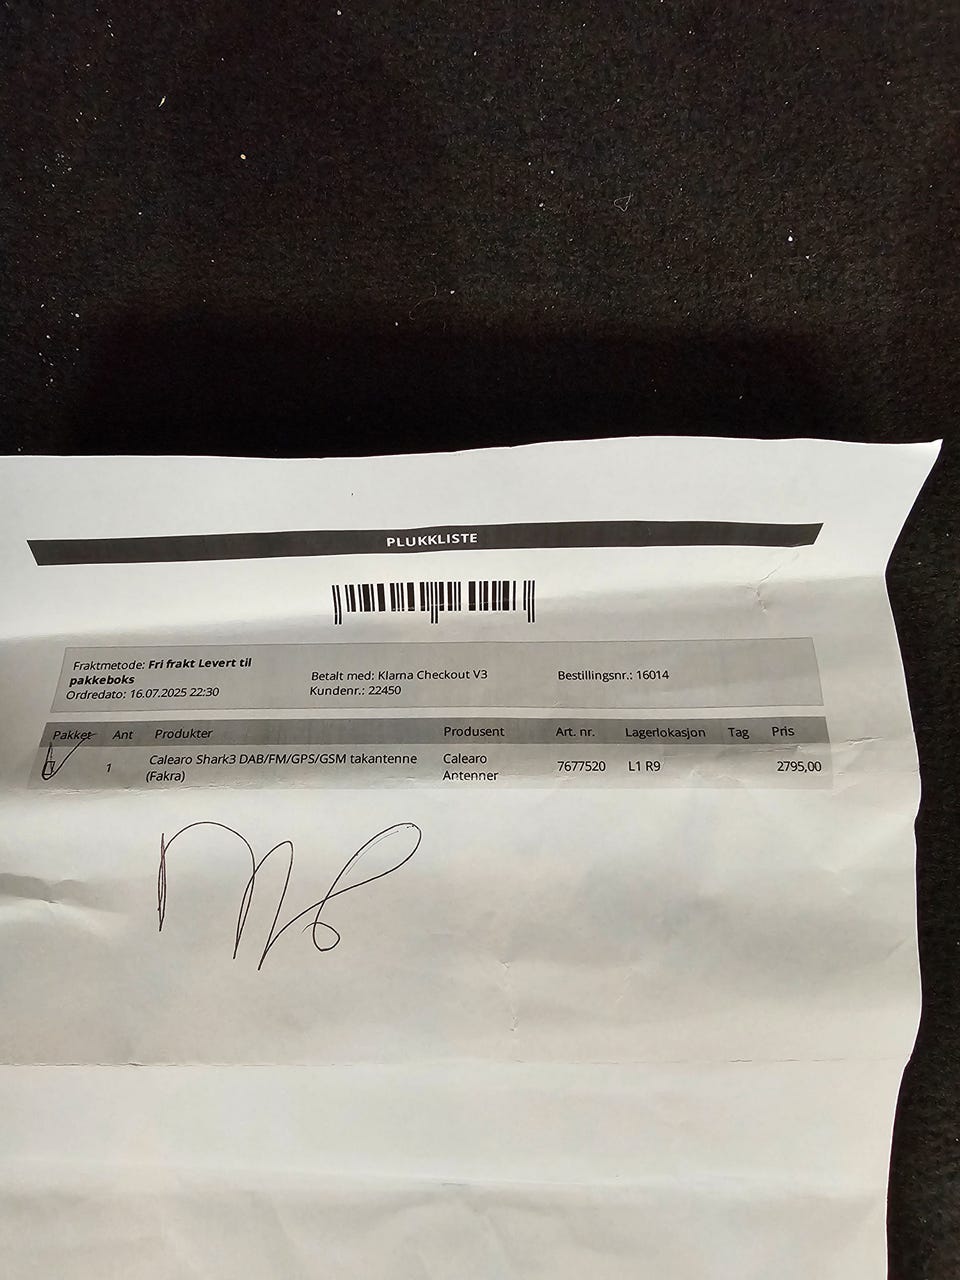 PLUKKLISTE
Fraktmetode: Fri frakt Levert til
pakkeboks
Ordredato: 16.07.2025 22:30
Betalt med: Klarna Checkout V3
Kundenr.: 22450
Bestillingsnr.: 16014
Pakket Ant Produkter Produsent Art. nr. Lagerlokasjon Tag Pris
1 Calearo Shark3 DAB/FM/GPS/GSM takantenne Calearo 7677520 L1 R9 2795,00
(Fakra) Antenner